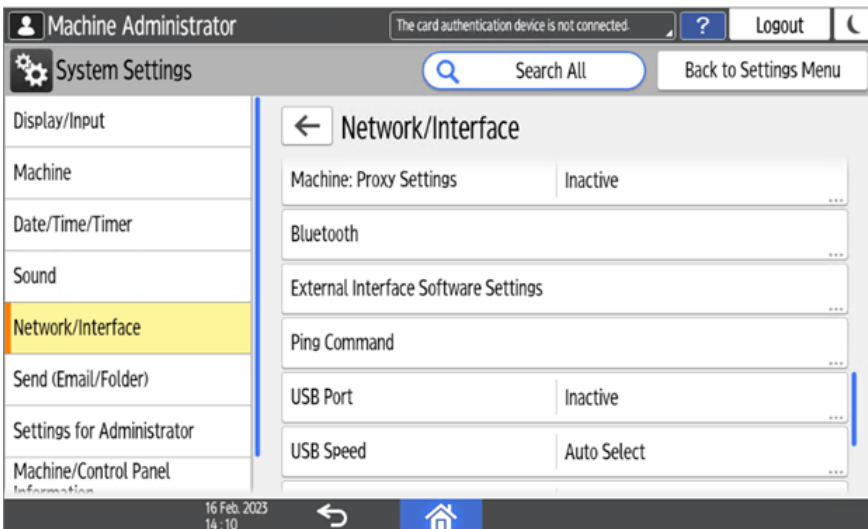 Machine Administrator
The card authentication device is not connected.
?
Logout
System Settings
Search All
Back to Settings Menu
Display/Input
Machine
Date/Time/Timer
Sound
Network/Interface
Send (Email/Folder)
Settings for Administrator
Machine/Control Panel
Information
Network/Interface
Machine: Proxy Settings Inactive
Bluetooth
External Interface Software Settings
Ping Command
USB Port Inactive
USB Speed Auto Select
16 Feb. 2023
14:10